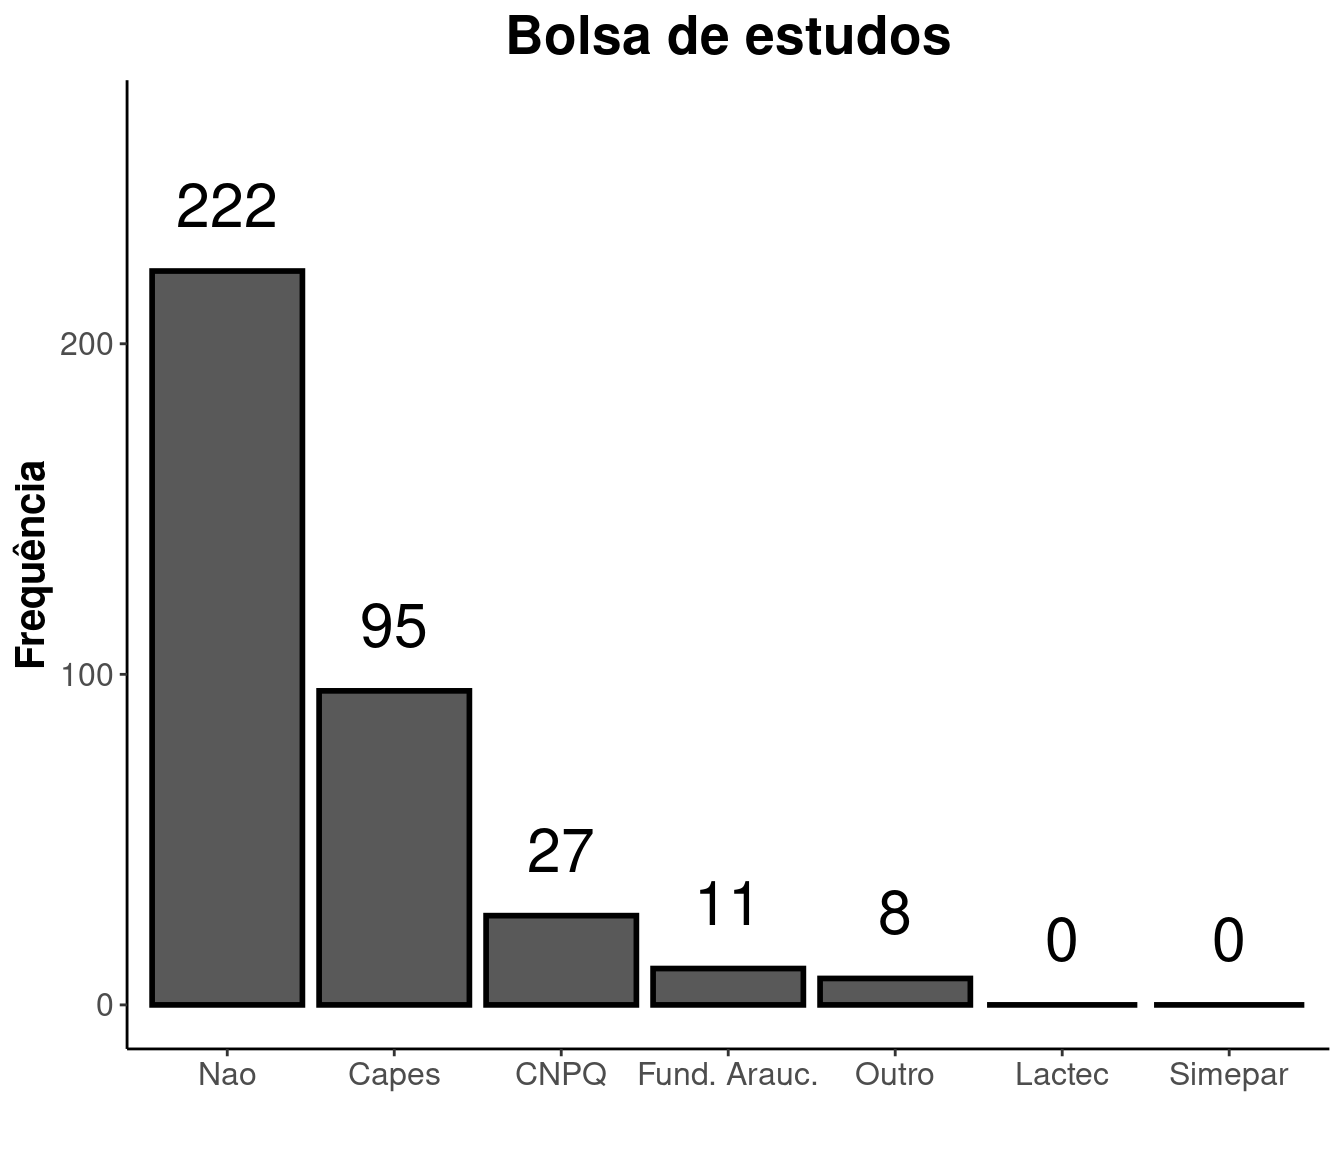 Bolsa de estudos
Frequência
200
100
0
222
95
27
11
8
0
0
Nao
Capes
CNPQ
Fund. Arauc.
Outro
Lactec
Simepar